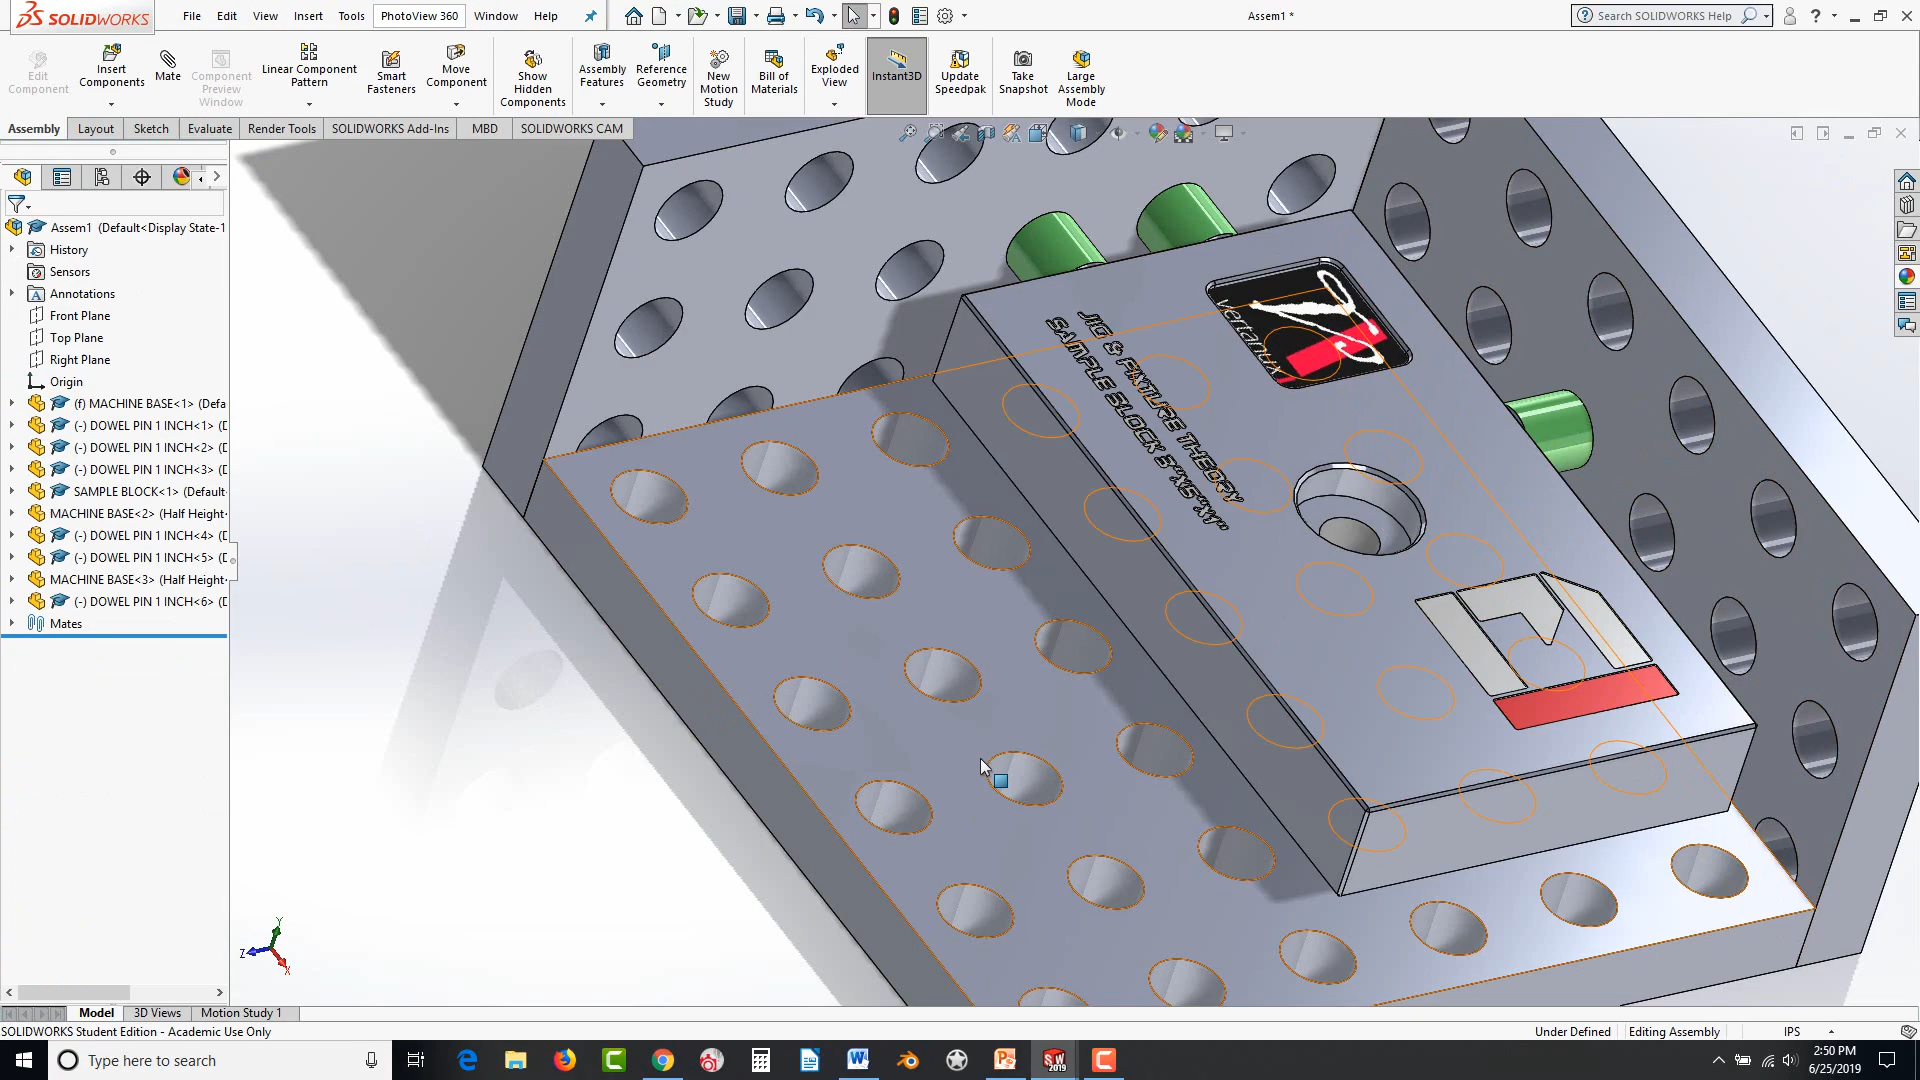 SOLIDWORKS
File Edit View Insert Tools PhotoView 360 Window Help
Assem1 *
Search SOLIDWORKS Help
Edit Component
Insert Components
Mate
Component Preview Window
Linear Component Pattern
Smart Fasteners
Move Component
Show Hidden Components
Assembly Features
Reference Geometry
New Motion Study
Bill of Materials
Exploded View
Instant3D
Update Speedpak
Take Snapshot
Large Assembly Mode
Assembly Layout Sketch Evaluate Render Tools SOLIDWORKS Add-Ins MBD SOLIDWORKS CAM
Assem1 (Default<Display State-1
History
Sensors
Annotations
Front Plane
Top Plane
Right Plane
Origin
(f) MACHINE BASE<1> (Defa
(-) DOWEL PIN 1 INCH<1> (D
(-) DOWEL PIN 1 INCH<2> (D
(-) DOWEL PIN 1 INCH<3> (D
SAMPLE BLOCK<1> (Default
MACHINE BASE<2> (Half Height-
(-) DOWEL PIN 1 INCH<4> (D
(-) DOWEL PIN 1 INCH<5> (D
MACHINE BASE<3> (Half Height-
(-) DOWEL PIN 1 INCH<6> (D
Mates
vertanux
JIG & FIXTURE THEORY
SAMPLE BLOCK 3"X5"X1"
Y
Z
X
Model 3D Views Motion Study 1
SOLIDWORKS Student Edition - Academic Use Only
Under Defined Editing Assembly IPS
Type here to search
2:50 PM
6/25/2019